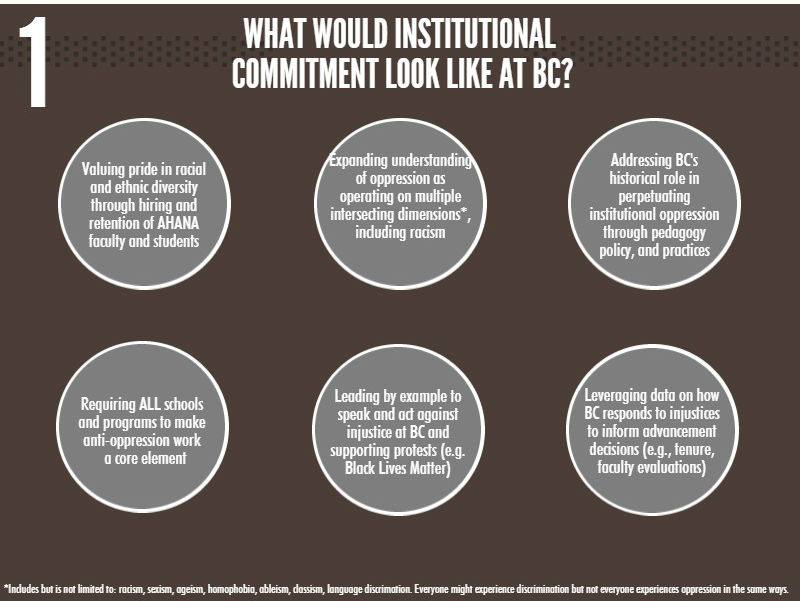 1
WHAT WOULD INSTITUTIONAL
COMMITMENT LOOK LIKE AT BC?
Valuing pride in racial
and ethnic diversity
through hiring and
retention of AHANA
faculty and students
Expanding understanding
of oppression as
operating on multiple
intersecting dimensions*,
including racism
Addressing BC's
historical role in
perpetuating
institutional oppression
through pedagogy
policy, and practices
Requiring ALL schools
and programs to make
anti-oppression work
a core element
Leading by example to
speak and act against
injustice at BC and
supporting protests (e.g.
Black Lives Matter)
Leveraging data on how
BC responds to injustices
to inform advancement
decisions (e.g., tenure,
faculty evaluations)
*Includes but is not limited to: racism, sexism, ageism, homophobia, ableism, classism, language discrimation. Everyone might experience discrimination but not everyone experiences oppression in the same ways.